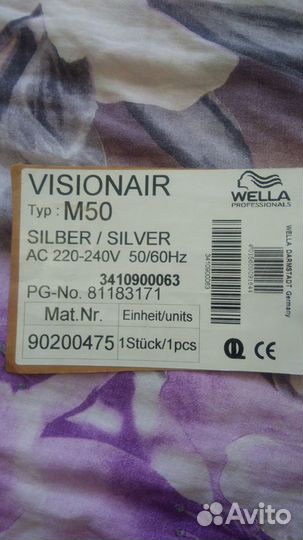 VISIONAIR
Typ : M50
SILBER / SILVER
AC 220-240V 50/60Hz
3410900063
PG-No. 81183171
Mat.Nr.
Einheit/units
90200475
1Stück/1pcs
WELLA
PROFESSIONALS
3410900063
WELLA DARMSTADT Germany
CE
Avito